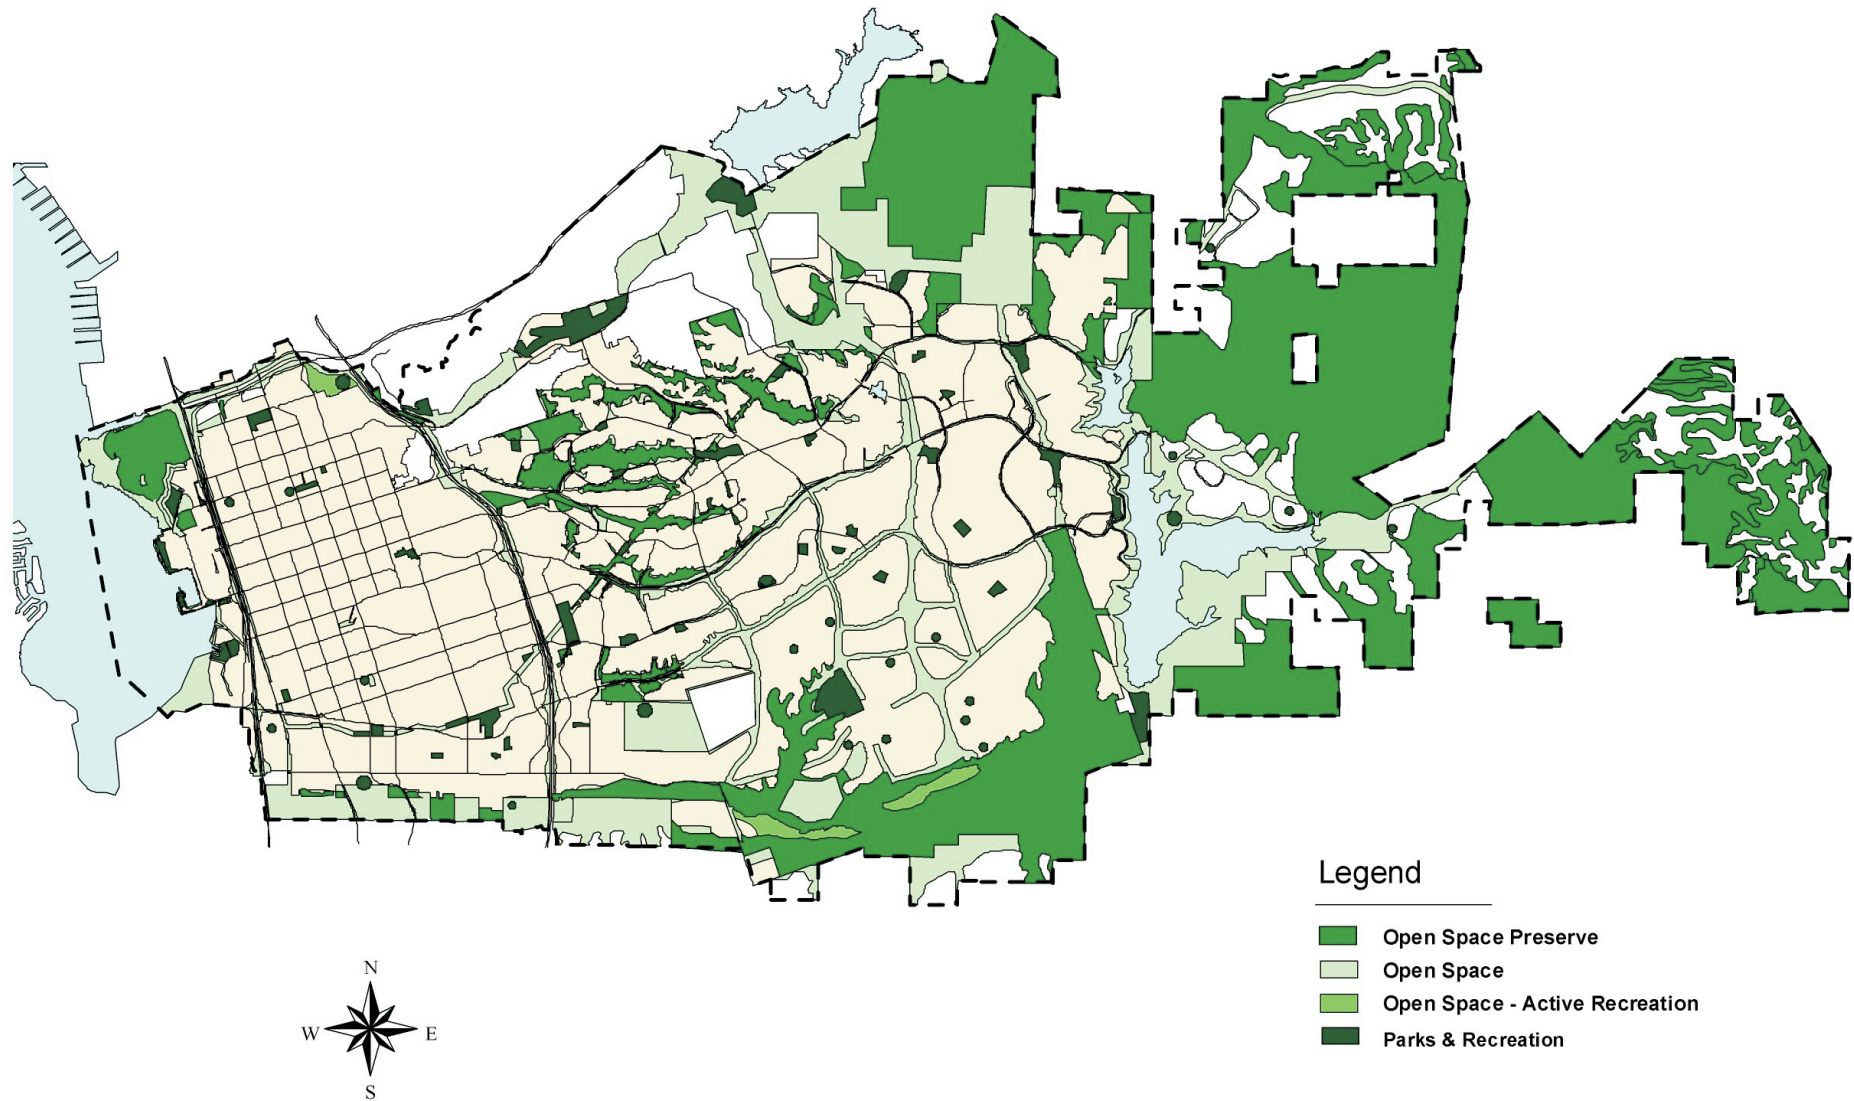 Legend
Open Space Preserve
Open Space
Open Space - Active Recreation
Parks & Recreation
N
W E
S